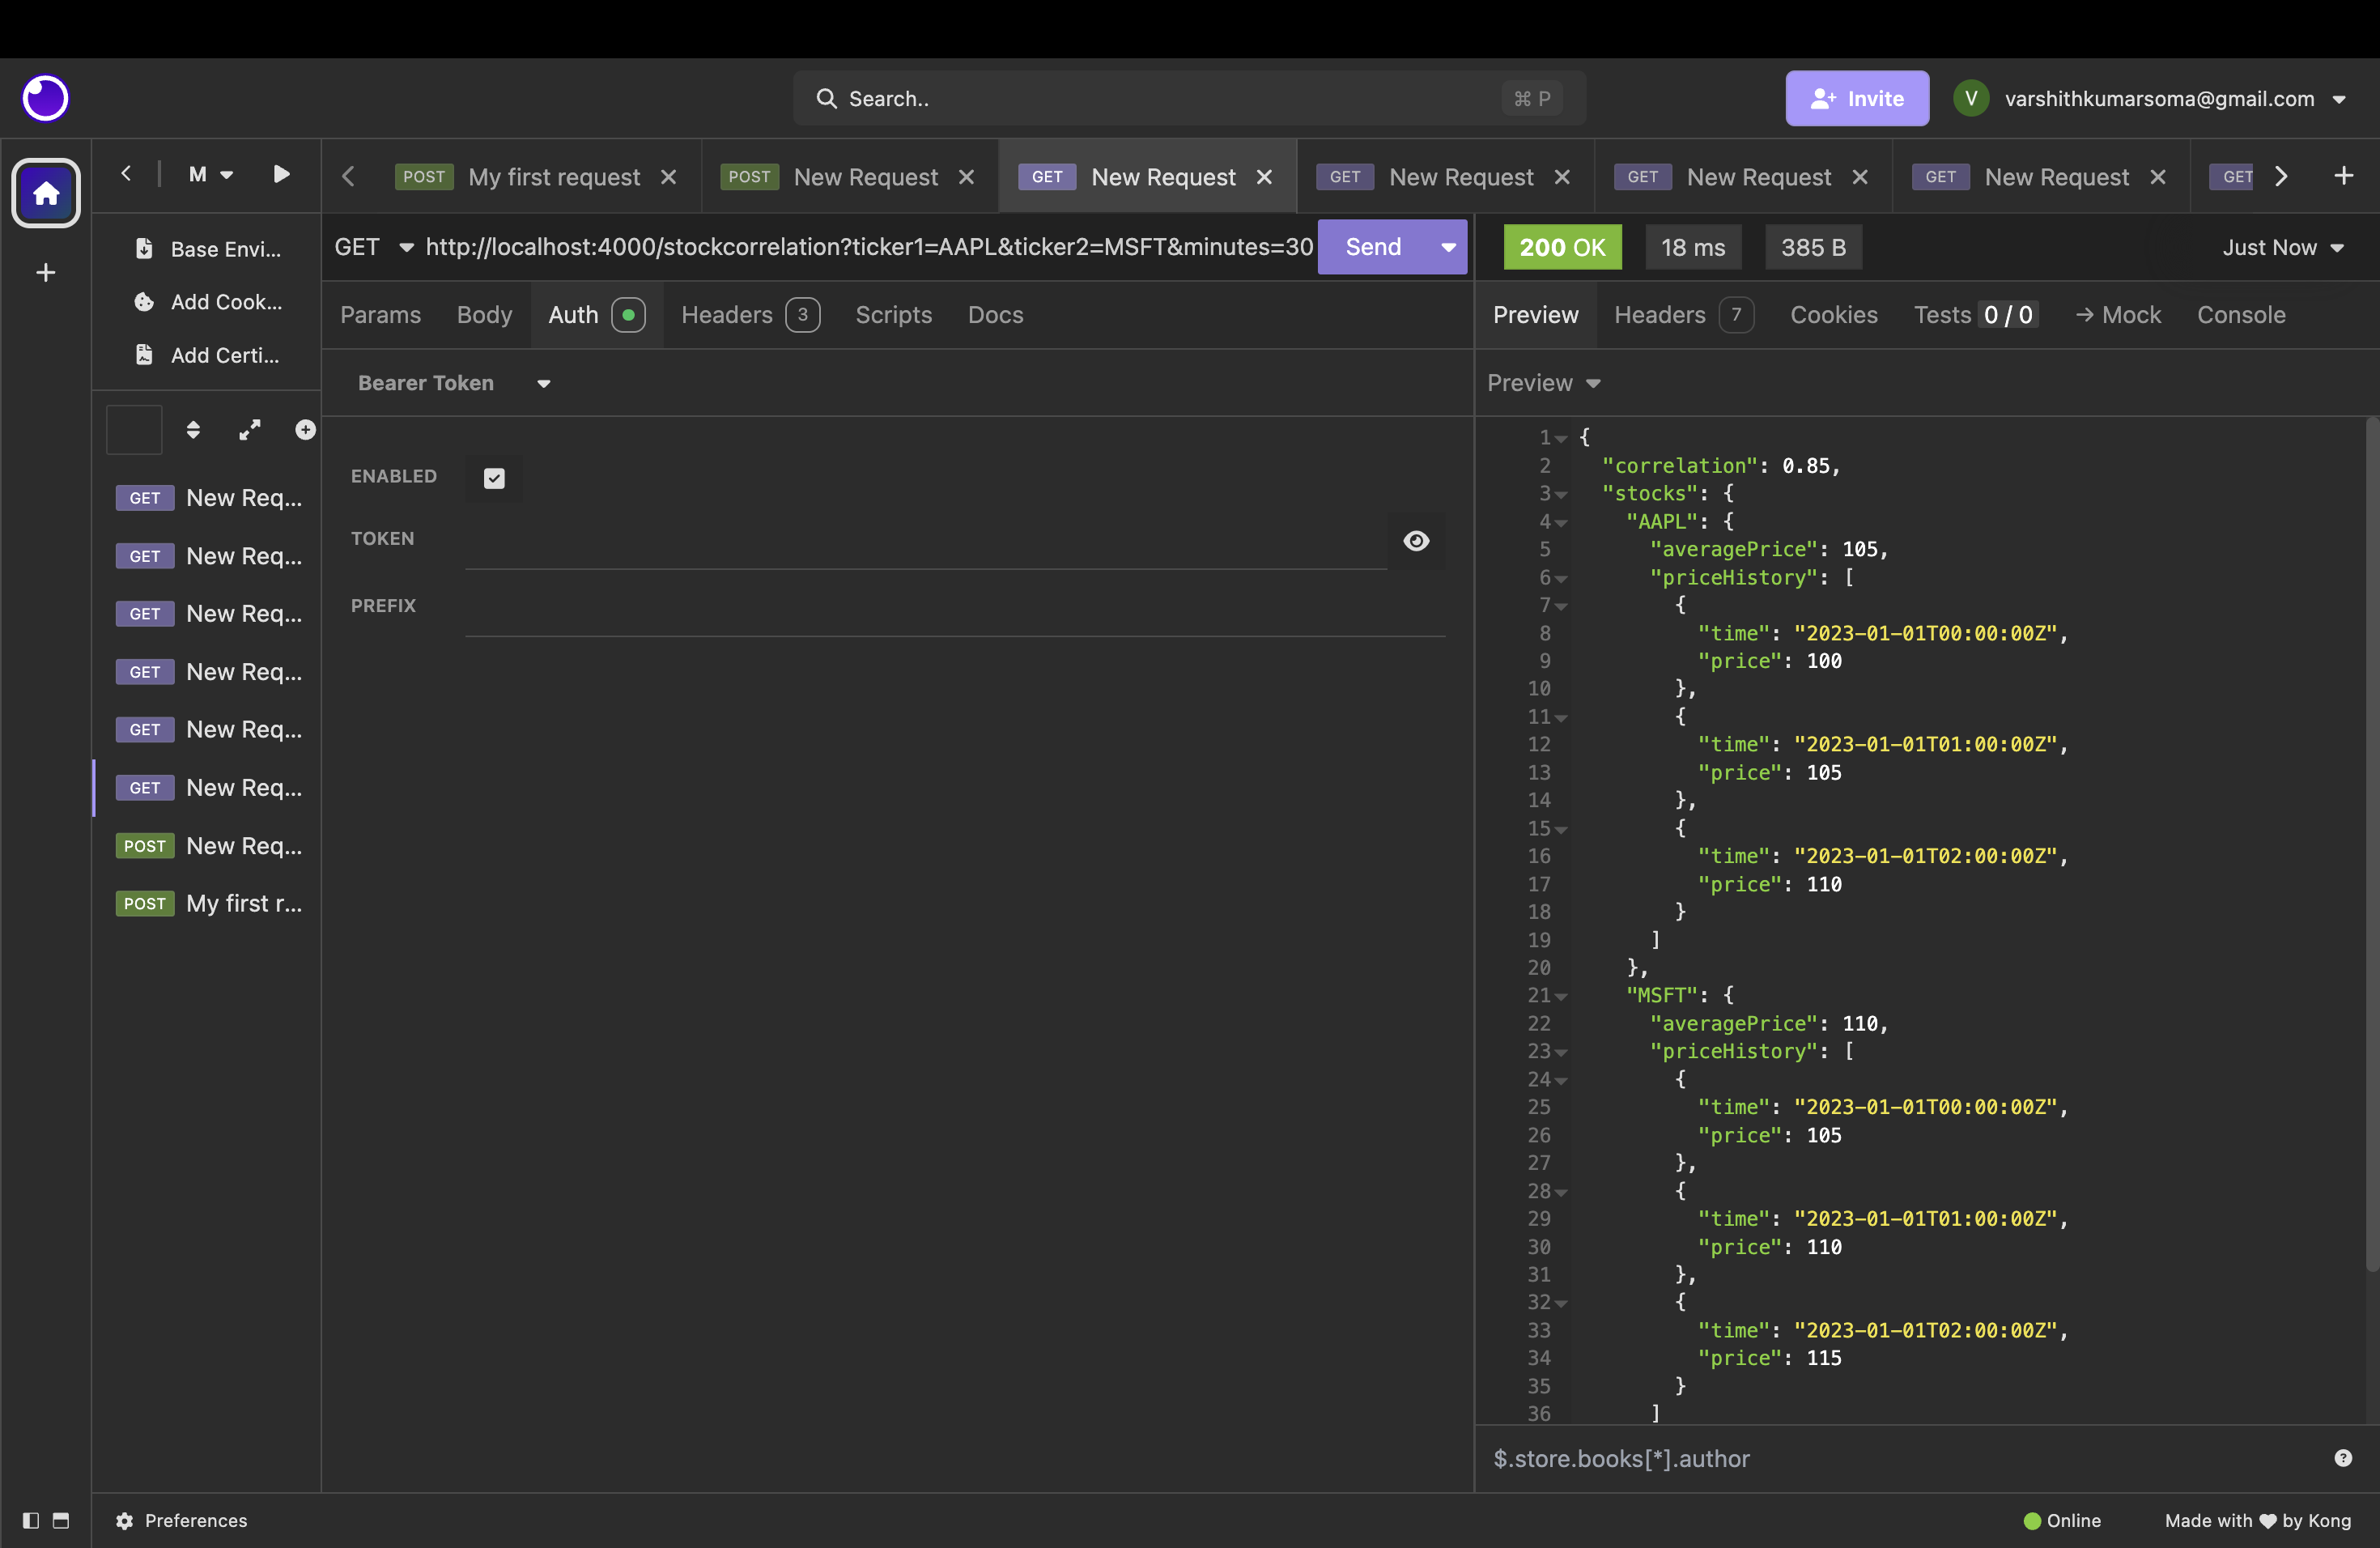 Search..
⌘ P
Invite
V
varshithkumarsoma@gmail.com
M
POST My first request
POST New Request
GET New Request
GET New Request
GET New Request
GET New Request
GET
Base Envi...
Add Cook...
Add Certi...
GET New Req...
GET New Req...
GET New Req...
GET New Req...
GET New Req...
GET New Req...
POST New Req...
POST My first r...
GET http://localhost:4000/stockcorrelation?ticker1=AAPL&ticker2=MSFT&minutes=30
Send
Params Body Auth Headers 3 Scripts Docs
Bearer Token
ENABLED
TOKEN
PREFIX
200 OK 18 ms 385 B Just Now
Preview Headers 7 Cookies Tests 0 / 0 → Mock Console
Preview
1 {
2 "correlation": 0.85,
3 "stocks": {
4 "AAPL": {
5 "averagePrice": 105,
6 "priceHistory": [
7 {
8 "time": "2023-01-01T00:00:00Z",
9 "price": 100
10 },
11 {
12 "time": "2023-01-01T01:00:00Z",
13 "price": 105
14 },
15 {
16 "time": "2023-01-01T02:00:00Z",
17 "price": 110
18 }
19 ]
20 },
21 "MSFT": {
22 "averagePrice": 110,
23 "priceHistory": [
24 {
25 "time": "2023-01-01T00:00:00Z",
26 "price": 105
27 },
28 {
29 "time": "2023-01-01T01:00:00Z",
30 "price": 110
31 },
32 {
33 "time": "2023-01-01T02:00:00Z",
34 "price": 115
35 }
36 ]
$.store.books[*].author
Preferences
Online
Made with ♥ by Kong